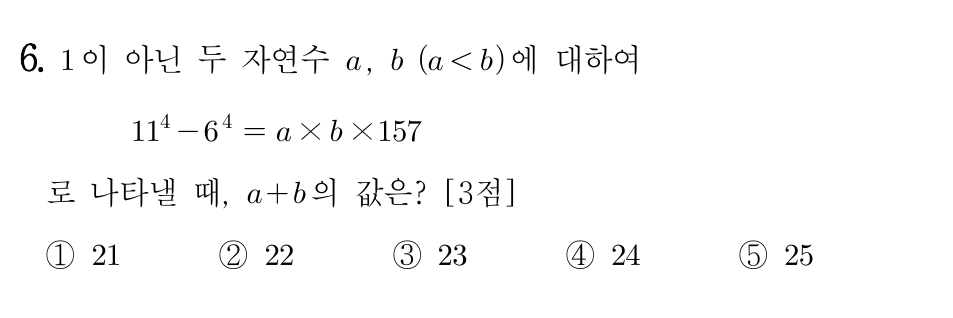 6. 1이 아닌 두 자연수 a, b (a < b)에 대하여
11⁴ − 6⁴ = a × b × 157
로 나타낼 때, a+b의 값은? [3점]
① 21 ② 22 ③ 23 ④ 24 ⑤ 25